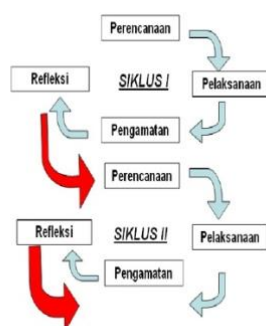 Perencanaan
Refleksi
SIKLUS I
Pelaksanaan
Pengamatan
Perencanaan
Refleksi
SIKLUS II
Pelaksanaan
Pengamatan